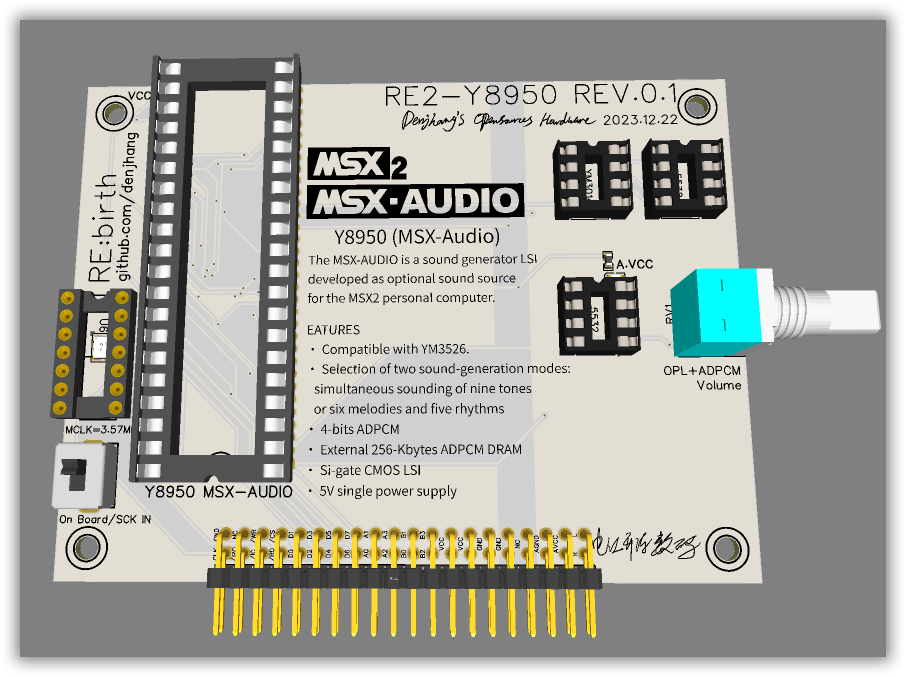 RE2-Y8950 REV.0.1
Denjhang's Opensources Hardware 2023.12.22
VCC
RE:birth
github.com/denjhang
MSX2
MSX-AUDIO
Y8950 (MSX-Audio)
The MSX-AUDIO is a sound generator LSI
developed as optional sound source
for the MSX2 personal computer.
EATURES
· Compatible with YM3526.
· Selection of two sound-generation modes:
simultaneous sounding of nine tones
or six melodies and five rhythms
· 4-bits ADPCM
· External 256-Kbytes ADPCM DRAM
· Si-gate CMOS LSI
· 5V single power supply
A.VCC
5532
RV1
OPL+ADPCM
Volume
MCLK=3.57M
On Board/SCK IN
Y8950 MSX-AUDIO